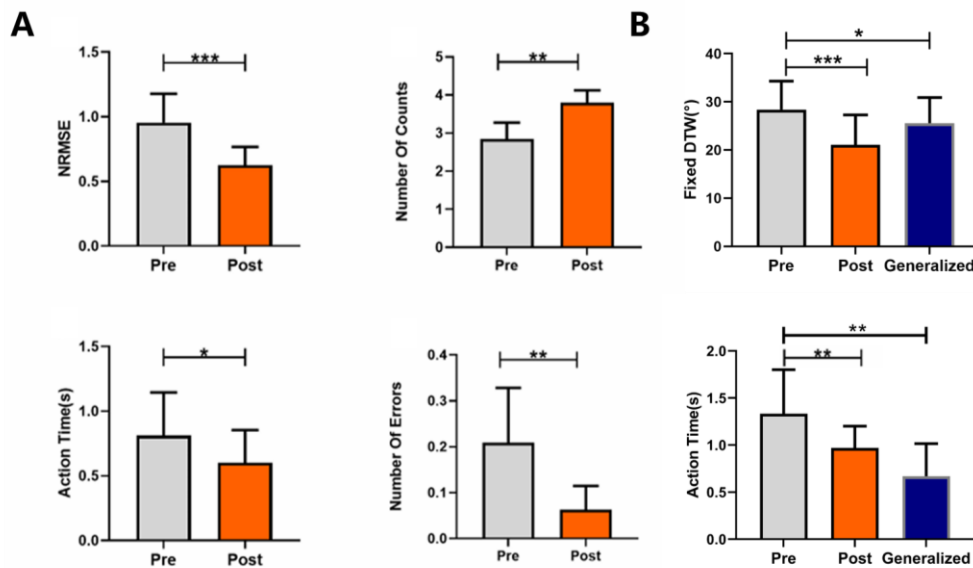 A
NRMSE
1.5
1.0
0.5
0.0
***
Pre
Post
Number Of Counts
5
4
3
2
1
0
**
Pre
Post
Action Time(s)
1.5
1.0
0.5
0.0
*
Pre
Post
Number Of Errors
0.4
0.3
0.2
0.1
0.0
**
Pre
Post
B
Fixed DTW(°)
40
30
20
10
0
*
***
Pre
Post
Generalized
Action Time(s)
2.0
1.5
1.0
0.5
0.0
**
**
Pre
Post
Generalized